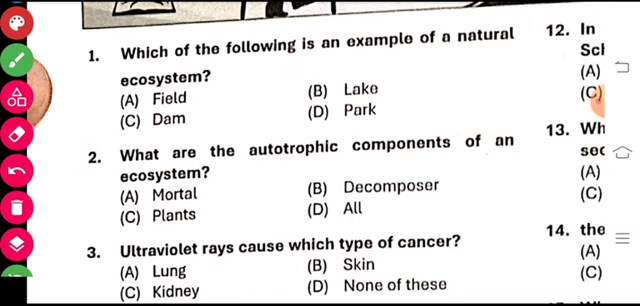 1. Which of the following is an example of a natural
ecosystem?
(A) Field (B) Lake
(C) Dam (D) Park
2. What are the autotrophic components of an
ecosystem?
(A) Mortal (B) Decomposer
(C) Plants (D) All
3. Ultraviolet rays cause which type of cancer?
(A) Lung (B) Skin
(C) Kidney (D) None of these
12. In
(A)
(C)
13. Wh
sec
(A)
(C)
14. the
(A)
(C)